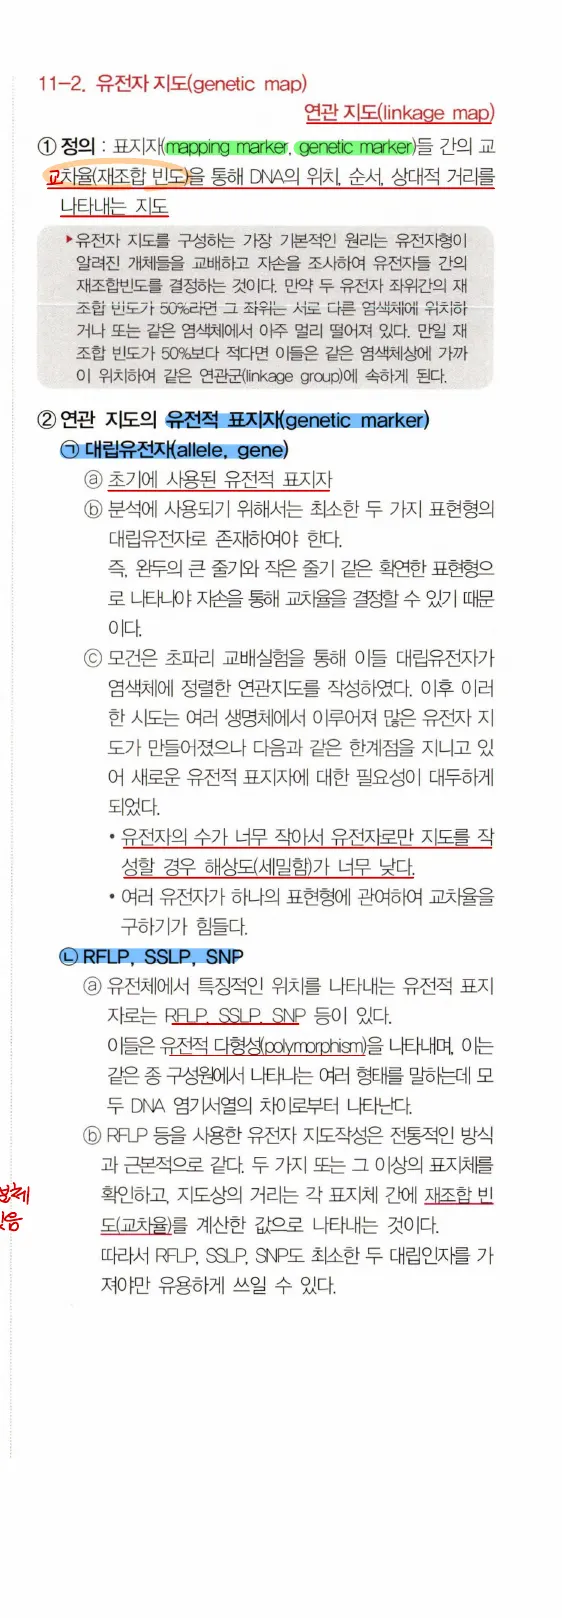 11-2. 유전자 지도(genetic map)
연관 지도(linkage map)
① 정의 : 표지자(mapping marker, genetic marker)들 간의 교
교차율(재조합 빈도)을 통해 DNA의 위치, 순서, 상대적 거리를
나타내는 지도
▶유전자 지도를 구성하는 가장 기본적인 원리는 유전자형이
알려진 개체들을 교배하고 자손을 조사하여 유전자들 간의
재조합빈도를 결정하는 것이다. 만약 두 유전자 좌위간의 재
조합 빈도가 50%라면 그 좌위는 서로 다른 염색체에 위치하
거나 또는 같은 염색체에서 아주 멀리 떨어져 있다. 만일 재
조합 빈도가 50%보다 적다면 이들은 같은 염색체상에 가까
이 위치하여 같은 연관군(linkage group)에 속하게 된다.
② 연관 지도의 유전적 표지자(genetic marker)
㉠ 대립유전자(allele, gene)
ⓐ 초기에 사용된 유전적 표지자
ⓑ 분석에 사용되기 위해서는 최소한 두 가지 표현형의
대립유전자로 존재하여야 한다.
즉, 완두의 큰 줄기와 작은 줄기 같은 확연한 표현형으
로 나타나야 자손을 통해 교차율을 결정할 수 있기 때문
이다.
ⓒ 모건은 초파리 교배실험을 통해 이들 대립유전자가
염색체에 정렬한 연관지도를 작성하였다. 이후 이러
한 시도는 여러 생명체에서 이루어져 많은 유전자 지
도가 만들어졌으나 다음과 같은 한계점을 지니고 있
어 새로운 유전적 표지자에 대한 필요성이 대두하게
되었다.
• 유전자의 수가 너무 작아서 유전자로만 지도를 작
성할 경우 해상도(세밀함)가 너무 낮다.
• 여러 유전자가 하나의 표현형에 관여하여 교차율을
구하기가 힘들다.
㉡ RFLP, SSLP, SNP
ⓐ 유전체에서 특징적인 위치를 나타내는 유전적 표지
자로는 RFLP, SSLP, SNP 등이 있다.
이들은 유전적 다형성(polymorphism)을 나타내며, 이는
같은 종 구성원에서 나타나는 여러 형태를 말하는데 모
두 DNA 염기서열의 차이로부터 나타난다.
ⓑ RFLP 등을 사용한 유전자 지도작성은 전통적인 방식
과 근본적으로 같다. 두 가지 또는 그 이상의 표지체를
확인하고, 지도상의 거리는 각 표지체 간에 재조합 빈
도(교차율)를 계산한 값으로 나타내는 것이다.
따라서 RFLP, SSLP, SNP도 최소한 두 대립인자를 가
져야만 유용하게 쓰일 수 있다.